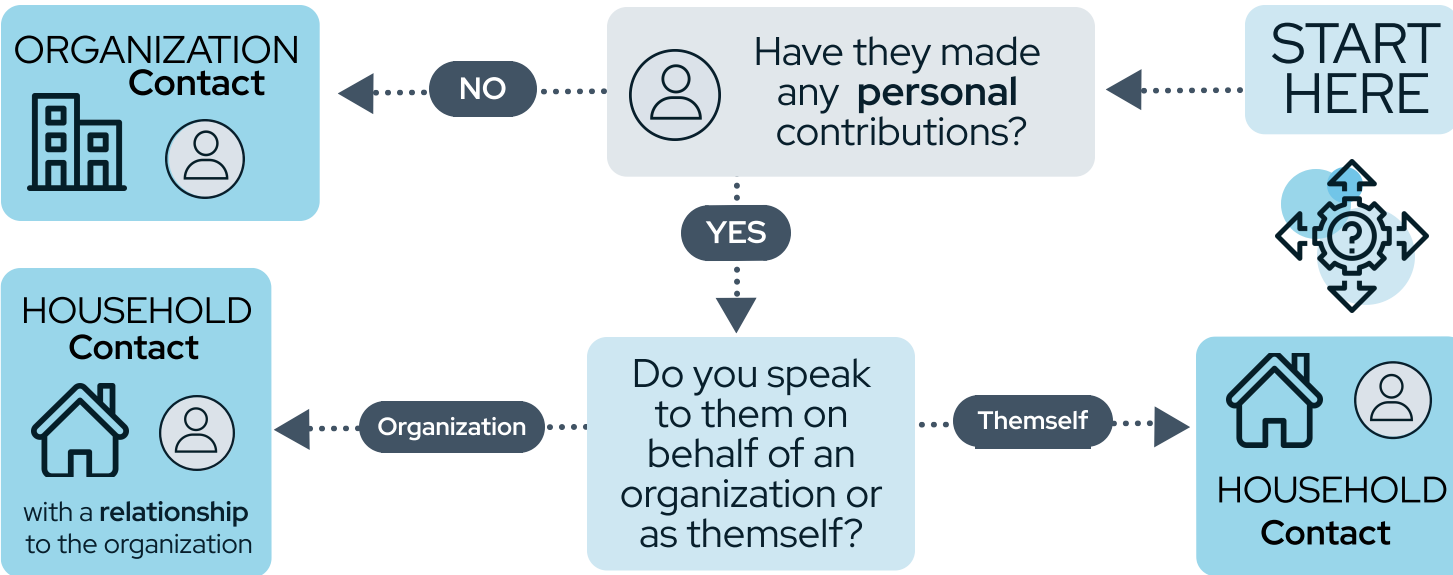 START
HERE
Have they made
any personal
contributions?
NO
ORGANIZATION
Contact
YES
Do you speak
to them on
behalf of an
organization or
as themself?
Organization
HOUSEHOLD
Contact
with a relationship
to the organization
Themself
HOUSEHOLD
Contact
?